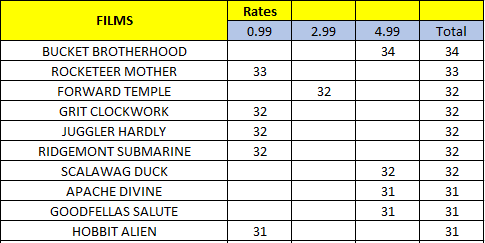 FILMS Rates
0.99 2.99 4.99 Total
BUCKET BROTHERHOOD 34 34
ROCKETEER MOTHER 33 33
FORWARD TEMPLE 32 32
GRIT CLOCKWORK 32 32
JUGGLER HARDLY 32 32
RIDGEMONT SUBMARINE 32 32
SCALAWAG DUCK 32 32
APACHE DIVINE 31 31
GOODFELLAS SALUTE 31 31
HOBBIT ALIEN 31 31